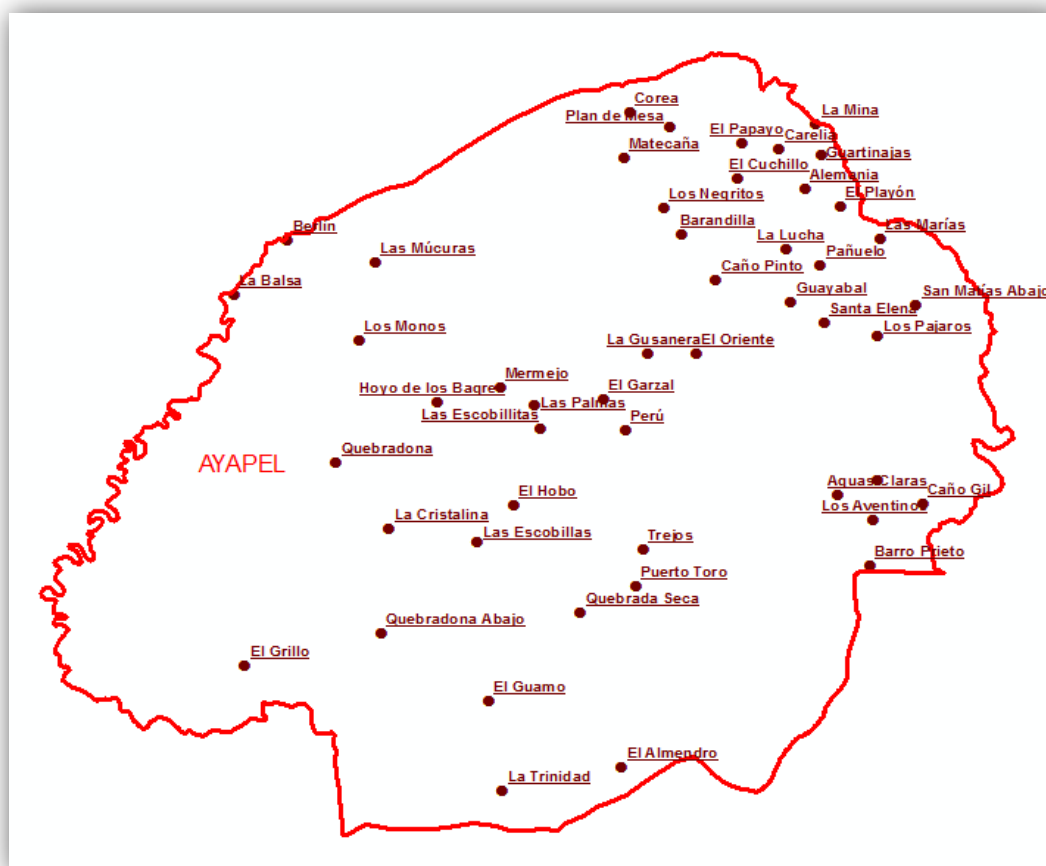 Corea
La Mina
Plan de Mesa
El Papayo
Carelia
Matecaña
Guartinajas
El Cuchillo
Alemania
Los Negritos
El Playón
Berlin
Barandilla
Las Marías
Las Múcuras
La Lucha
Pañuelo
Caño Pinto
La Balsa
Guayabal
San Matías Abajo
Santa Elena
Los Monos
La Gusanera
El Oriente
Los Pajaros
Mermejo
Hoyo de los Bagres
El Garzal
Las Palmas
Las Escobillitas
Perú
Quebradona
AYAPEL
Aguas Claras
El Hobo
Caño Gil
Los Aventinos
La Cristalina
Las Escobillas
Trejos
Barro Prieto
Puerto Toro
Quebrada Seca
Quebradona Abajo
El Grillo
El Guamo
El Almendro
La Trinidad